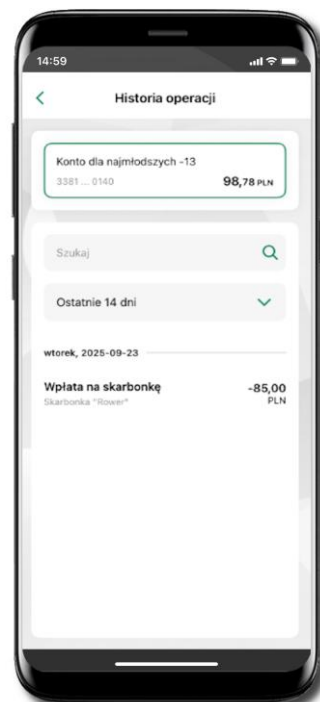 14:59
Historia operacji
Konto dla najmłodszych -13
3381 ... 0140 98,78 PLN
Szukaj
Ostatnie 14 dni
wtorek, 2025-09-23
Wpłata na skarbonkę -85,00
Skarbonka "Rower" PLN